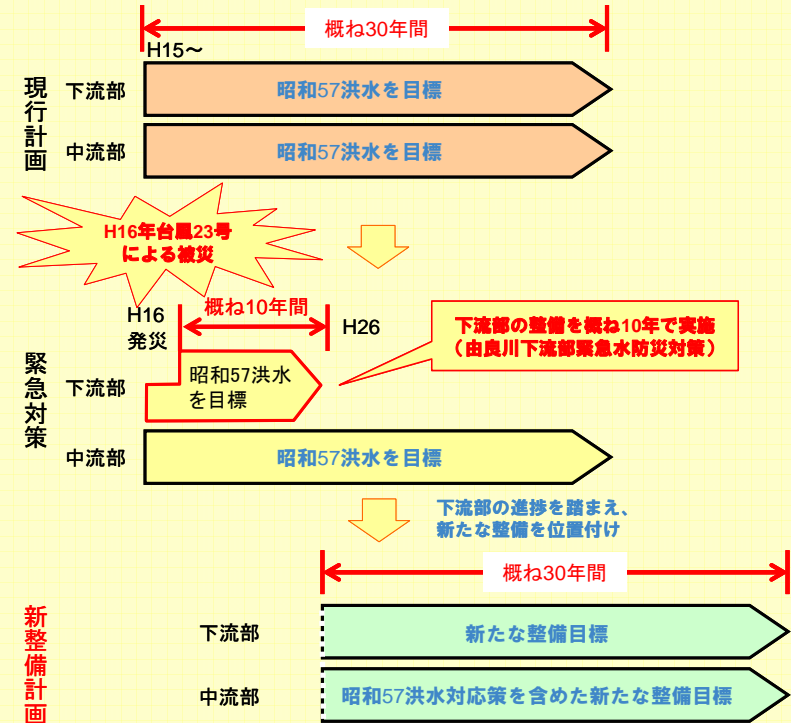 概ね30年間
H15～
現行計画
下流部
昭和57洪水を目標
中流部
昭和57洪水を目標
H16年台風23号
による被災
H16
発災
概ね10年間
H26
下流部の整備を概ね10年で実施
（由良川下流部緊急水防災対策）
緊急対策
下流部
昭和57洪水
を目標
中流部
昭和57洪水を目標
下流部の進捗を踏まえ、
新たな整備を位置付け
概ね30年間
新整備計画
下流部
新たな整備目標
中流部
昭和57洪水対応策を含めた新たな整備目標